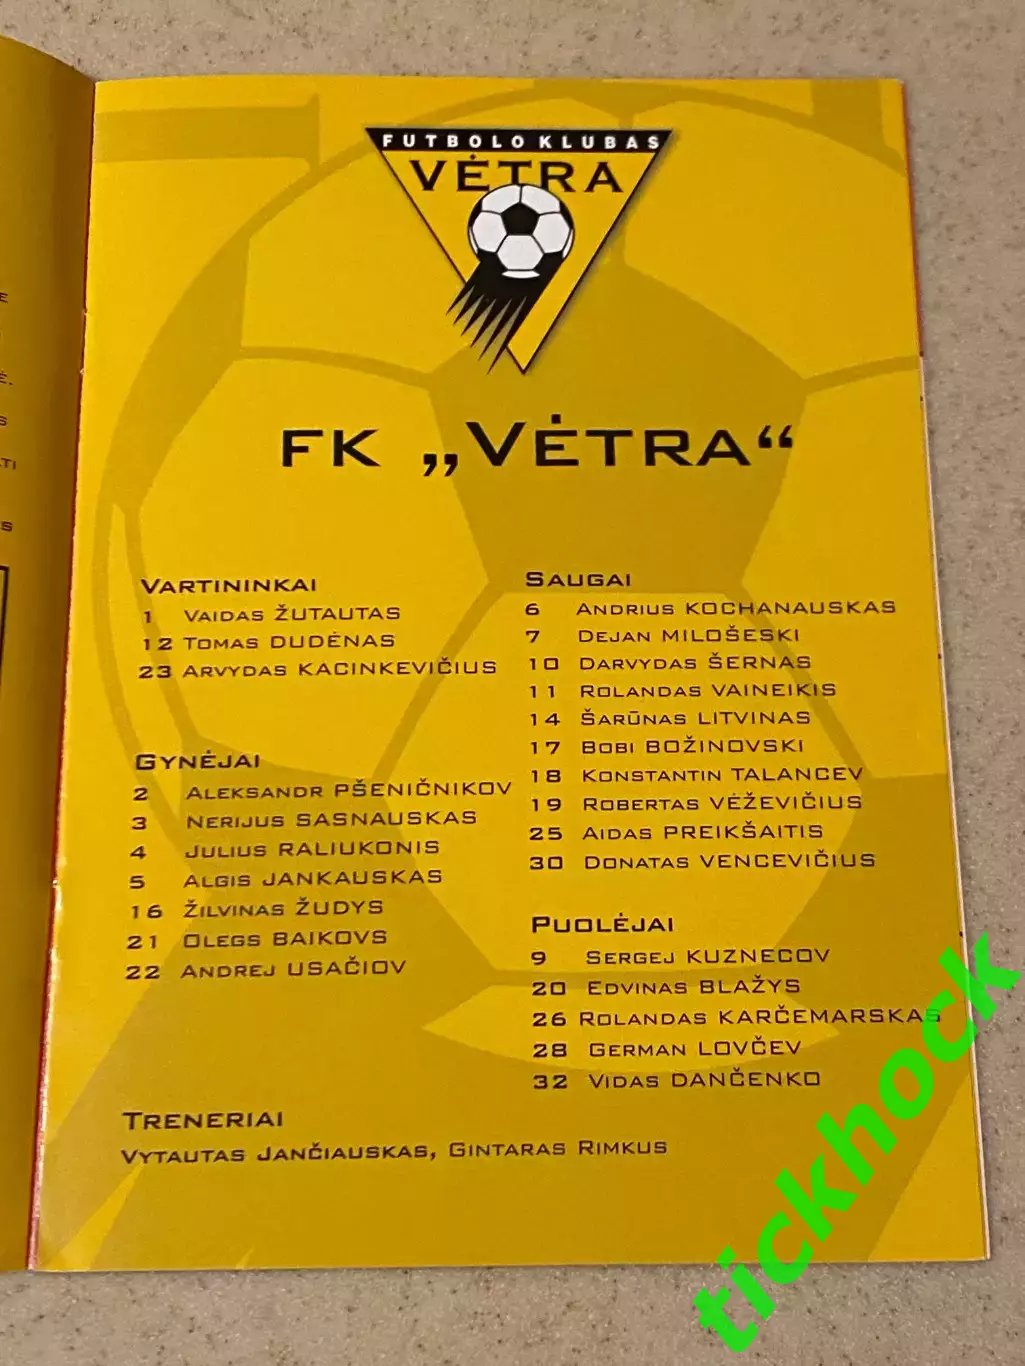 FUTBOLO KLUBAS
VĖTRA
FK „VĖTRA“
VARTININKAI
1 VAIDAS ŽUTAUTAS
12 TOMAS DUDĖNAS
23 ARVYDAS KACINKEVIČIUS
GYNĖJAI
2 ALEKSANDR PŠENIČNIKOV
3 NERIJUS SASNAUSKAS
4 JULIUS RALIUKONIS
5 ALGIS JANKAUSKAS
16 ŽILVINAS ŽUDYS
21 OLEGS BAIKOVS
22 ANDREJ USAČIOV
SAUGAI
6 ANDRIUS KOCHANAUSKAS
7 DEJAN MILOŠESKI
10 DARVYDAS ŠERNAS
11 ROLANDAS VAINEIKIS
14 ŠARŪNAS LITVINAS
17 BOBI BOŽINOVSKI
18 KONSTANTIN TALANCEV
19 ROBERTAS VĖŽEVIČIUS
25 AIDAS PREIKŠAITIS
30 DONATAS VENCEVIČIUS
PUOLĖJAI
9 SERGEJ KUZNECOV
20 EDVINAS BLAŽYS
26 ROLANDAS KARČEMARSKAS
28 GERMAN LOVČEV
32 VIDAS DANČENKO
TRENERIAI
VYTAUTAS JANČIAUSKAS, GINTARAS RIMKUS
tickhock